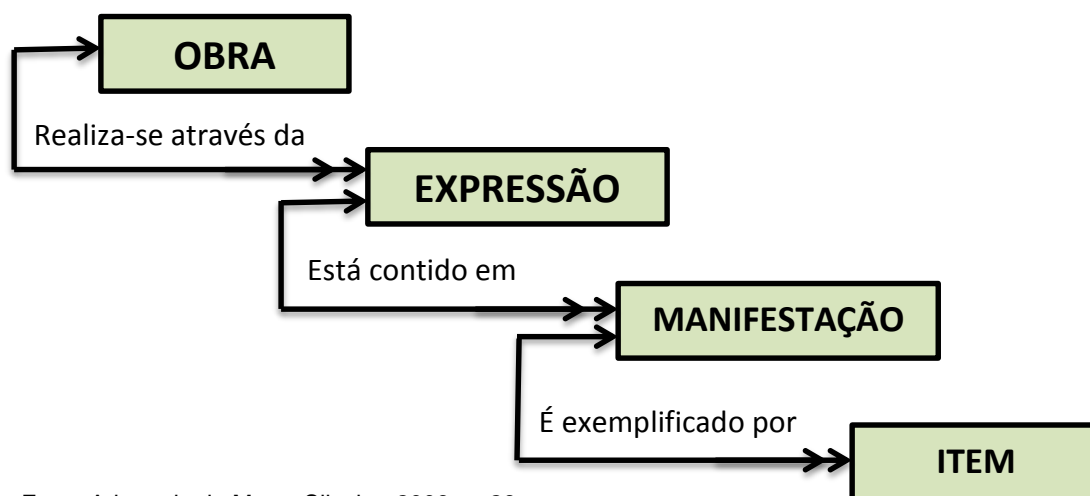 OBRA
Realiza-se através da
EXPRESSÃO
Está contido em
MANIFESTAÇÃO
É exemplificado por
ITEM